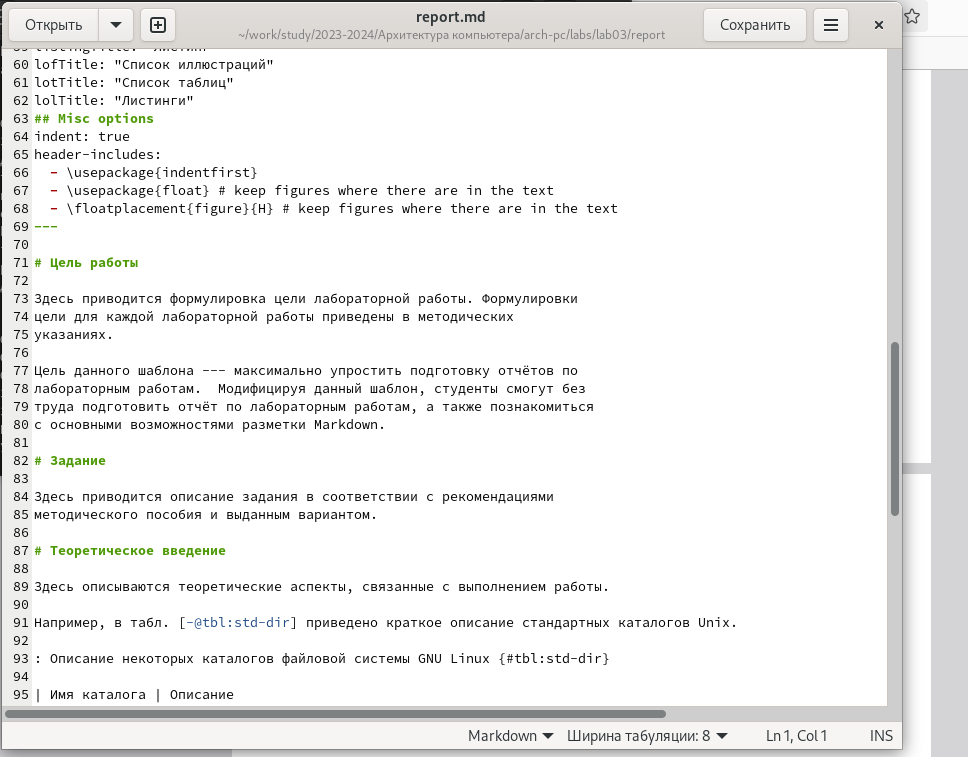 Открыть
report.md
~/work/study/2023-2024/Архитектура компьютера/arch-pc/labs/lab03/report
Сохранить
60 lofTitle: "Список иллюстраций"
61 lotTitle: "Список таблиц"
62 lolTitle: "Листинги"
63 ## Misc options
64 indent: true
65 header-includes:
66   - \usepackage{indentfirst}
67   - \usepackage{float} # keep figures where there are in the text
68   - \floatplacement{figure}{H} # keep figures where there are in the text
69 ---
70
71 # Цель работы
72
73 Здесь приводится формулировка цели лабораторной работы. Формулировки
74 цели для каждой лабораторной работы приведены в методических
75 указаниях.
76
77 Цель данного шаблона --- максимально упростить подготовку отчётов по
78 лабораторным работам.  Модифицируя данный шаблон, студенты смогут без
79 труда подготовить отчёт по лабораторным работам, а также познакомиться
80 с основными возможностями разметки Markdown.
81
82 # Задание
83
84 Здесь приводится описание задания в соответствии с рекомендациями
85 методического пособия и выданным вариантом.
86
87 # Теоретическое введение
88
89 Здесь описываются теоретические аспекты, связанные с выполнением работы.
90
91 Например, в табл. [-@tbl:std-dir] приведено краткое описание стандартных каталогов Unix.
92
93 : Описание некоторых каталогов файловой системы GNU Linux {#tbl:std-dir}
94
95 | Имя каталога | Описание
Markdown Ширина табуляции: 8 Ln 1, Col 1 INS